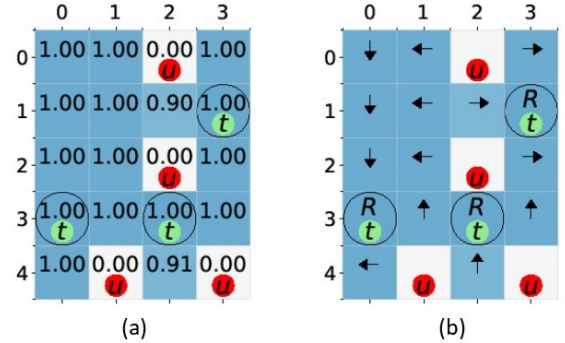 0 1 2 3
0 1.00 1.00 0.00 1.00
u
1 1.00 1.00 0.90 1.00
t
2 1.00 1.00 0.00 1.00
u
3 1.00 1.00 1.00 1.00
t t
4 1.00 0.00 0.91 0.00
u u
(a)
0 1 2 3
0
u
1 R
t
2
u
3 R R
t t
4
u u
(b)